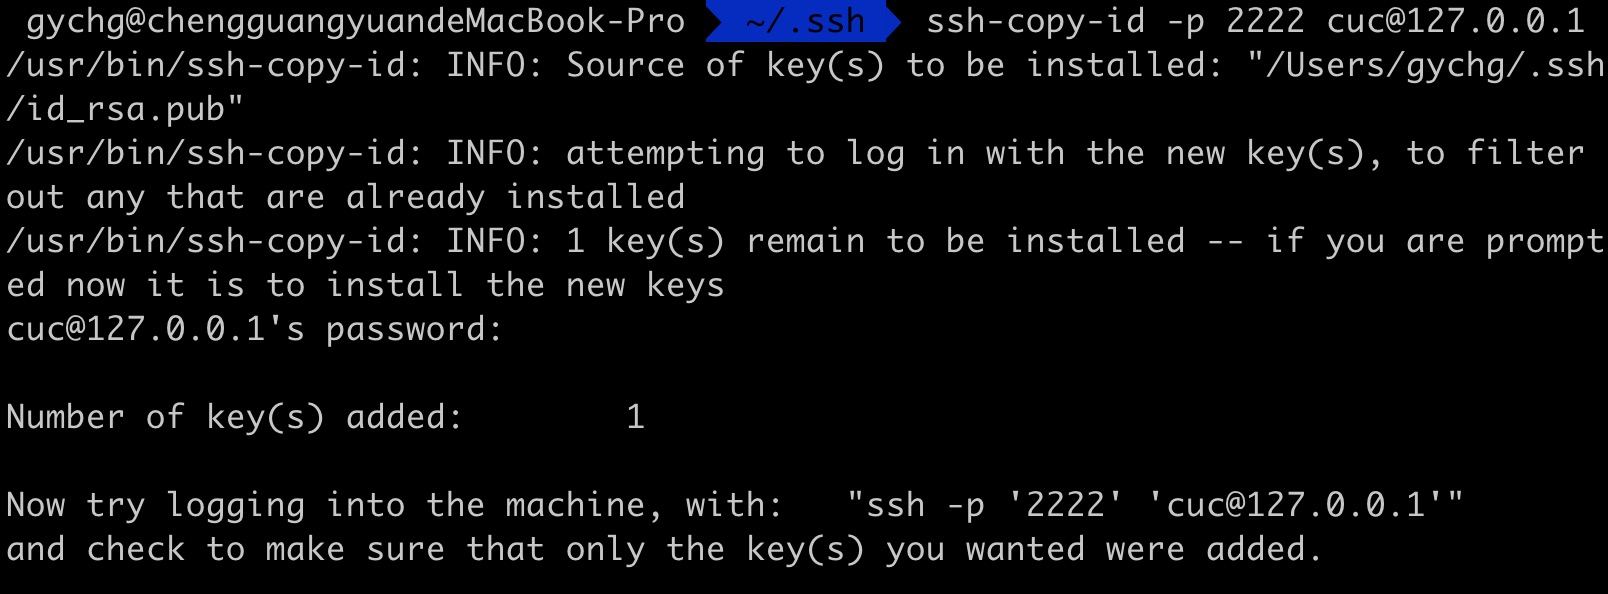 gychg@chengguangyuandeMacBook-Pro ~/.ssh ssh-copy-id -p 2222 cuc@127.0.0.1
/usr/bin/ssh-copy-id: INFO: Source of key(s) to be installed: "/Users/gychg/.ssh
/id_rsa.pub"
/usr/bin/ssh-copy-id: INFO: attempting to log in with the new key(s), to filter
out any that are already installed
/usr/bin/ssh-copy-id: INFO: 1 key(s) remain to be installed -- if you are prompt
ed now it is to install the new keys
cuc@127.0.0.1's password:
Number of key(s) added:        1
Now try logging into the machine, with:   "ssh -p '2222' 'cuc@127.0.0.1'"
and check to make sure that only the key(s) you wanted were added.